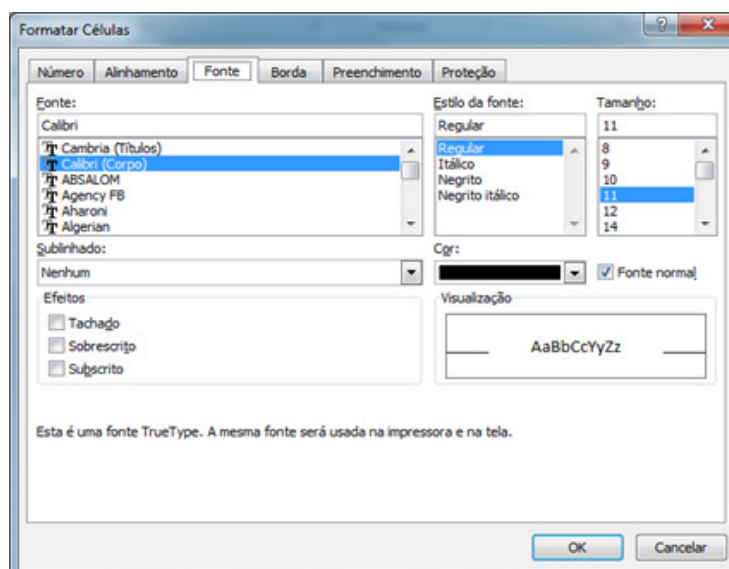 Formatar Células
Número Alinhamento Fonte Borda Preenchimento Proteção
Fonte: Estilo da fonte: Tamanho:
Calibri Regular 11
Cambria (Títulos) Regular 8
Calibri (Corpo) Itálico 9
ABSALOM Negrito 10
Agency FB Negrito itálico 11
Aharoni 12
Algerian 14
Sublinhado: Cor:
Nenhum Fonte normal
Efeitos Visualização
Tachado
Sobrescrito AaBbCcYyZz
Subscrito
Esta é uma fonte TrueType. A mesma fonte será usada na impressora e na tela.
OK Cancelar